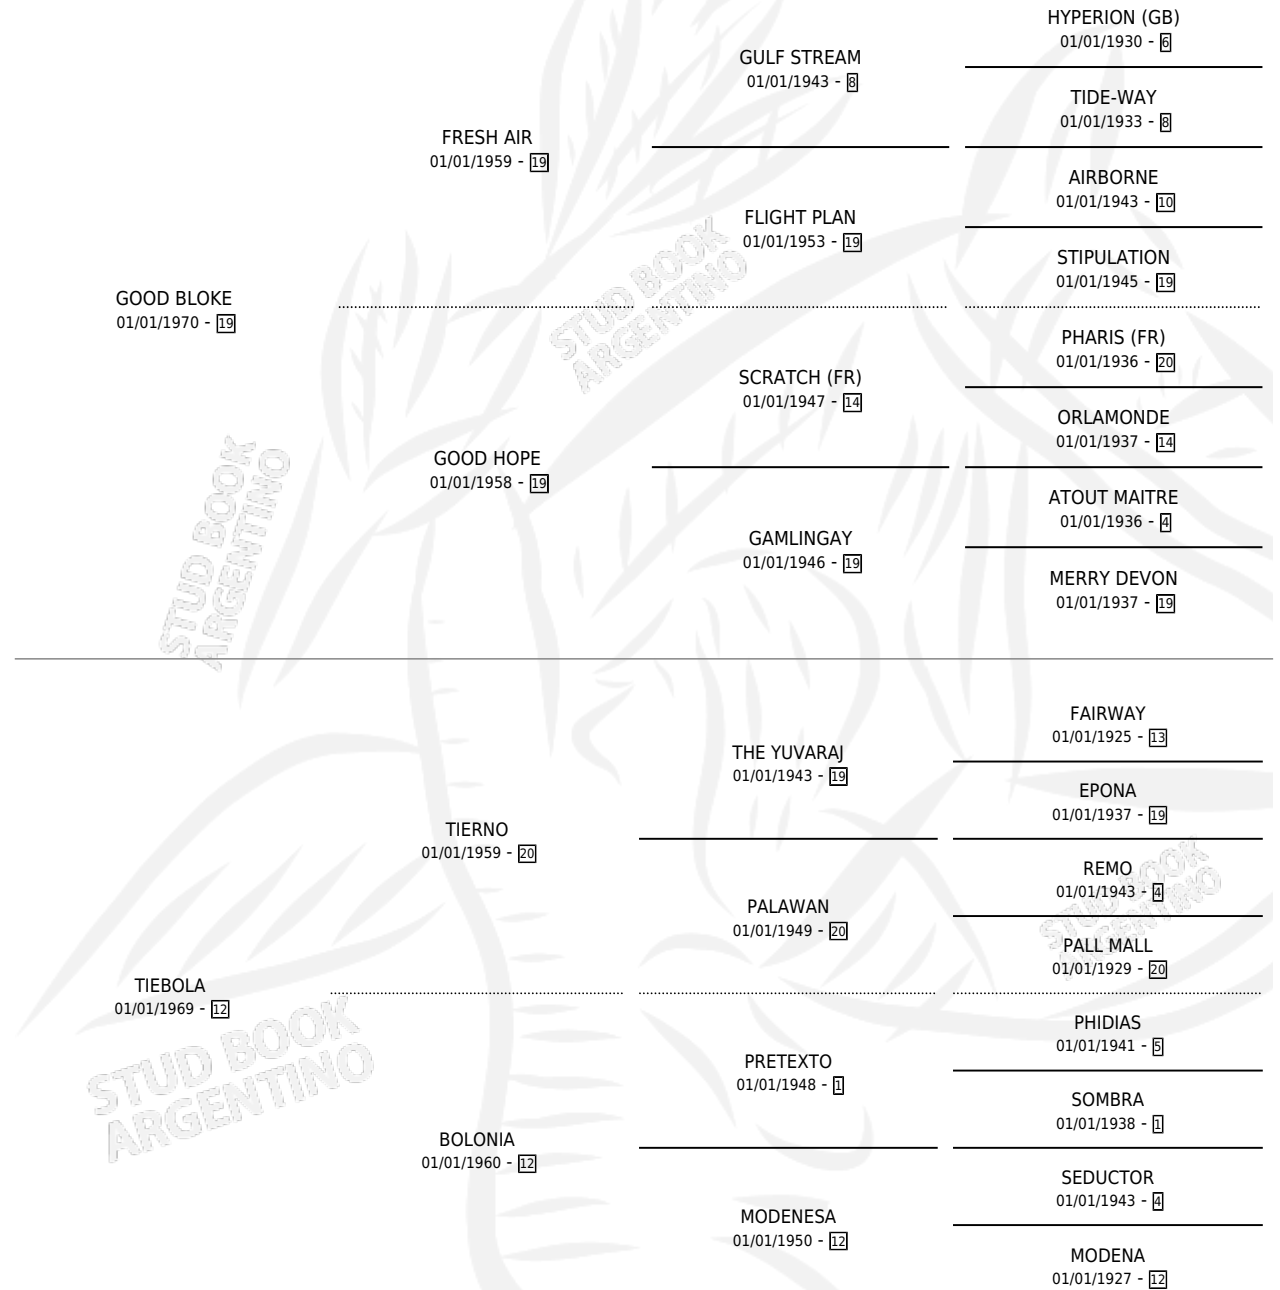 HYPERION (GB)
01/01/1930 - 6
GULF STREAM
01/01/1943 - 8
TIDE-WAY
01/01/1933 - 8
FRESH AIR
01/01/1959 - 19
AIRBORNE
01/01/1943 - 10
FLIGHT PLAN
01/01/1953 - 19
STIPULATION
01/01/1945 - 19
GOOD BLOKE
01/01/1970 - 19
PHARIS (FR)
01/01/1936 - 20
SCRATCH (FR)
01/01/1947 - 14
ORLAMONDE
01/01/1937 - 14
GOOD HOPE
01/01/1958 - 19
ATOUT MAITRE
01/01/1936 - 4
GAMLINGAY
01/01/1946 - 19
MERRY DEVON
01/01/1937 - 19
STUD BOOK
ARGENTINO
STUD BOOK
ARGENTINO
FAIRWAY
01/01/1925 - 13
THE YUVARAJ
01/01/1943 - 19
EPONA
01/01/1937 - 19
TIERNO
01/01/1959 - 20
REMO
01/01/1943 - 4
PALAWAN
01/01/1949 - 20
PALL MALL
01/01/1929 - 20
TIEBOLA
01/01/1969 - 12
PHIDIAS
01/01/1941 - 5
PRETEXTO
01/01/1948 - 1
SOMBRA
01/01/1938 - 1
BOLONIA
01/01/1960 - 12
SEDUCTOR
01/01/1943 - 4
MODENESA
01/01/1950 - 12
MODENA
01/01/1927 - 12
STUD BOOK
ARGENTINO
STUD BOOK
ARGENTINO